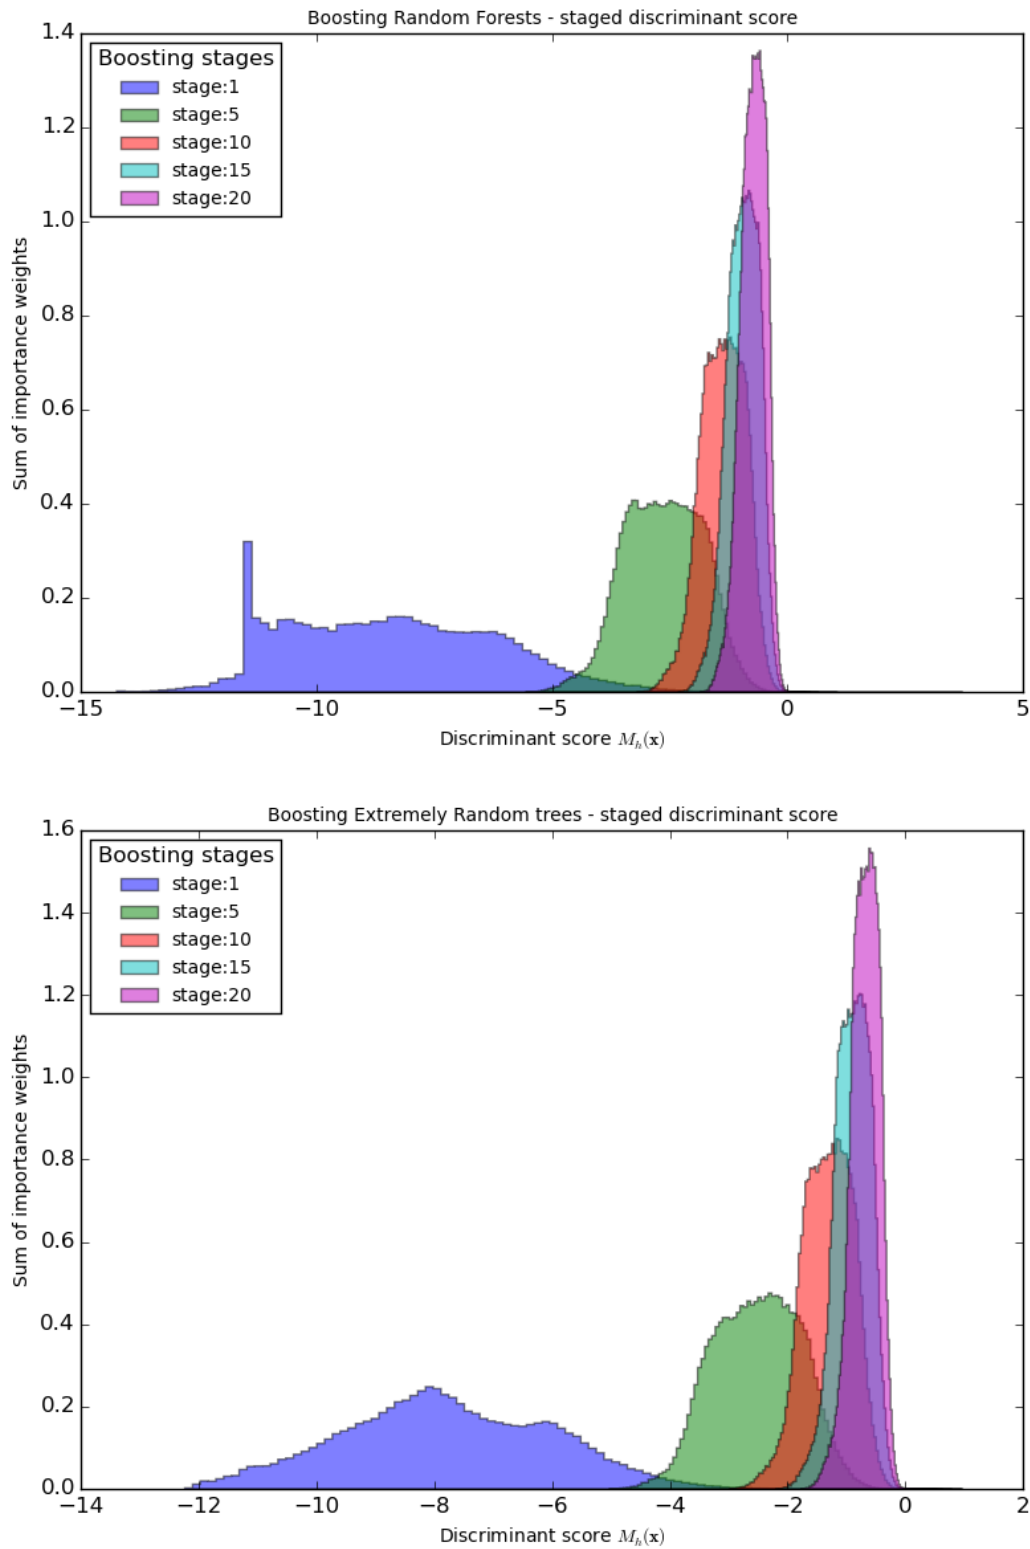 Boosting Random Forests - staged discriminant score
1.4
Boosting stages
stage:1
stage:5
stage:10
stage:15
stage:20
1.2
1.0
0.8
0.6
0.4
0.2
0.0
Sum of importance weights
−15
−10
−5
0
5
Discriminant score Mₕ(𝐱)
Boosting Extremely Random trees - staged discriminant score
1.6
Boosting stages
stage:1
stage:5
stage:10
stage:15
stage:20
1.4
1.2
1.0
0.8
0.6
0.4
0.2
0.0
Sum of importance weights
−14
−12
−10
−8
−6
−4
−2
0
2
Discriminant score Mₕ(𝐱)